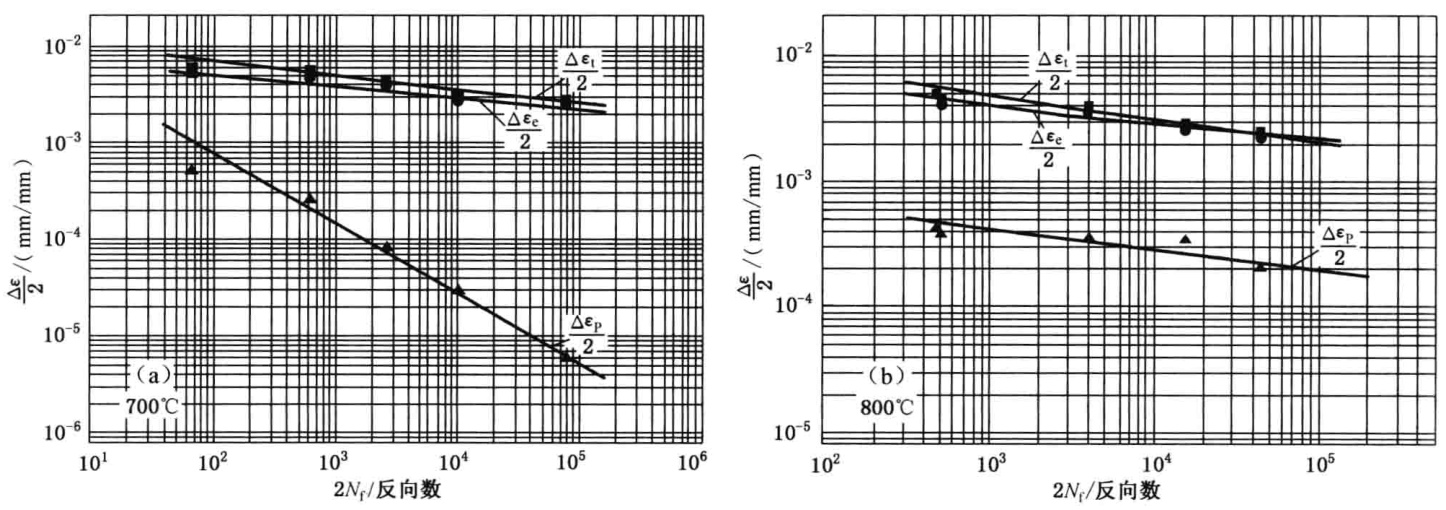 10⁻²
10⁻³
10⁻⁴
10⁻⁵
10⁻⁶
Δε/2/(mm/mm)
Δεt/2
Δεe/2
Δεp/2
(a)
700℃
10¹ 10² 10³ 10⁴ 10⁵ 10⁶
2Nf/反向数
10⁻²
10⁻³
10⁻⁴
10⁻⁵
Δε/2/(mm/mm)
Δεt/2
Δεe/2
Δεp/2
(b)
800℃
10² 10³ 10⁴ 10⁵
2Nf/反向数